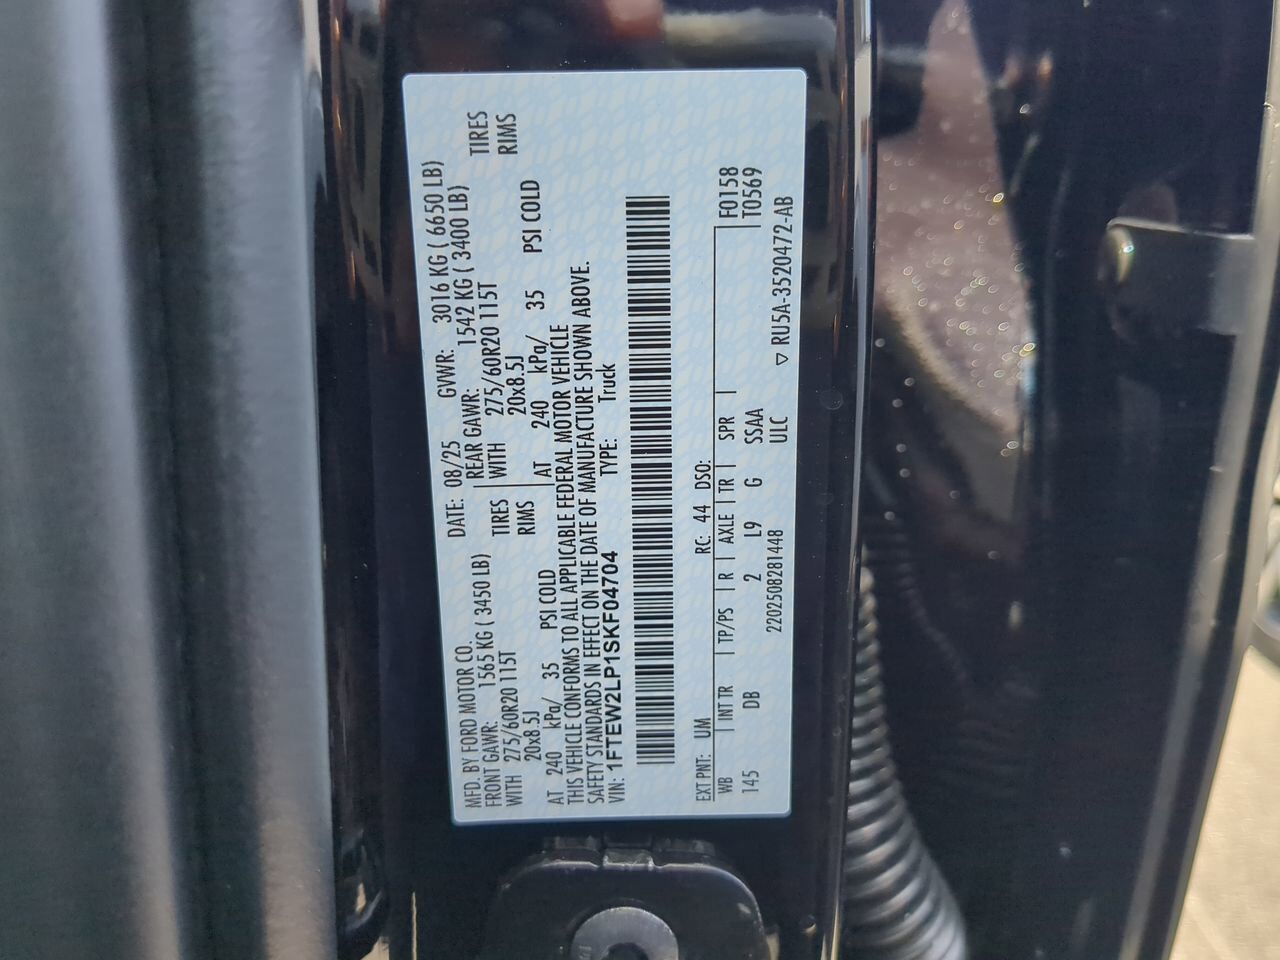 MFD. BY FORD MOTOR CO. DATE: 08/25 GVWR: 3016 KG ( 6650 LB)
FRONT GAWR: 1565 KG ( 3450 LB) REAR GAWR: 1542 KG ( 3400 LB)
WITH 275/60R20 115T TIRES WITH 275/60R20 115T TIRES
20x8.5J RIMS 20x8.5J RIMS
AT 240 kPa/ 35 PSI COLD AT 240 kPa/ 35 PSI COLD
THIS VEHICLE CONFORMS TO ALL APPLICABLE FEDERAL MOTOR VEHICLE
SAFETY STANDARDS IN EFFECT ON THE DATE OF MANUFACTURE SHOWN ABOVE.
VIN: 1FTEW2LP1SKF04704 TYPE: Truck
EXT PNT: UM RC: 44 DSO:
WB INT TR TP/PS R AXLE TR SPR F0158
145 DB 2 L9 G SSAA T0569
2202508281448 ULC ▽ RU5A-3520472-AB